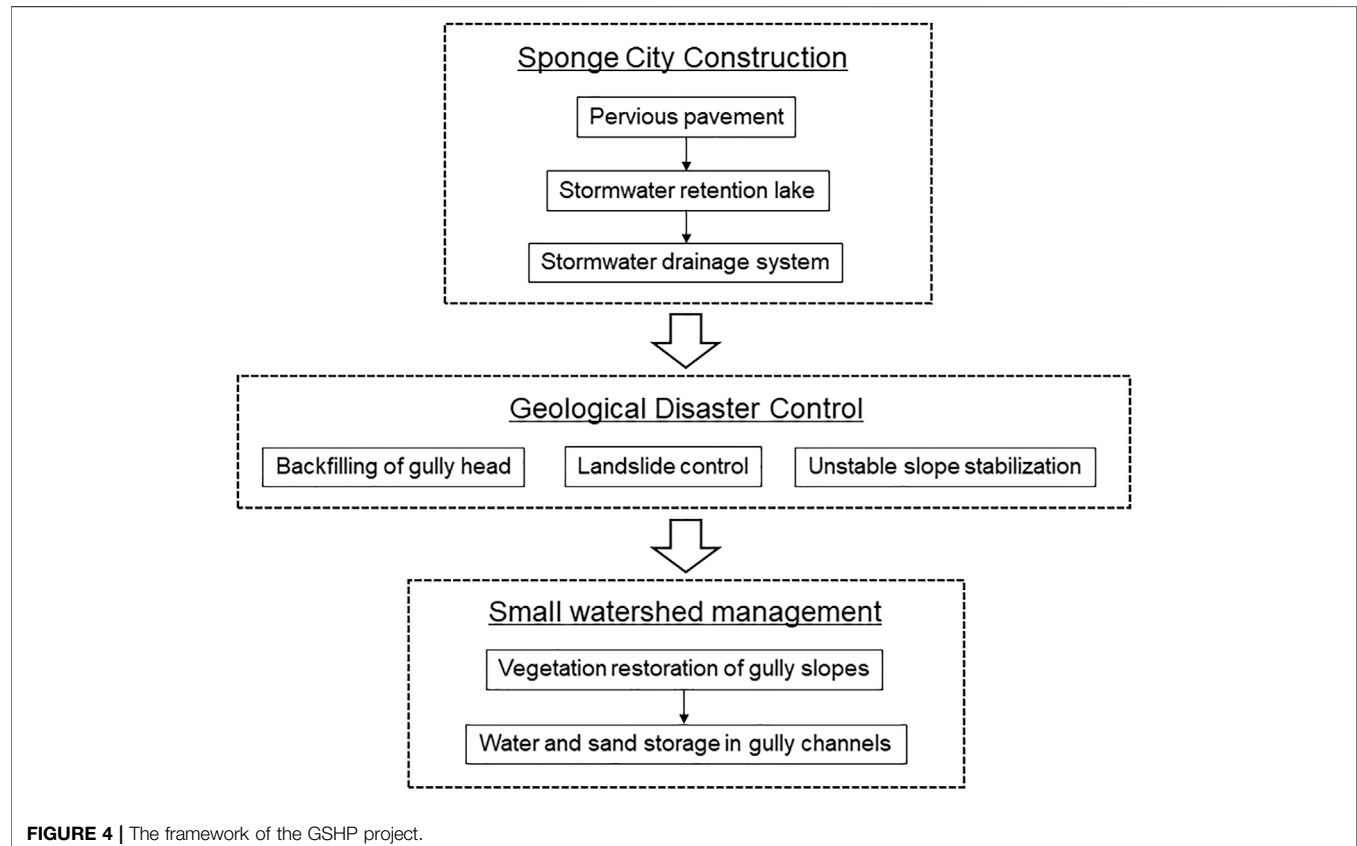 Sponge City Construction
Pervious pavement
Stormwater retention lake
Stormwater drainage system
Geological Disaster Control
Backfilling of gully head
Landslide control
Unstable slope stabilization
Small watershed management
Vegetation restoration of gully slopes
Water and sand storage in gully channels
FIGURE 4 | The framework of the GSHP project.